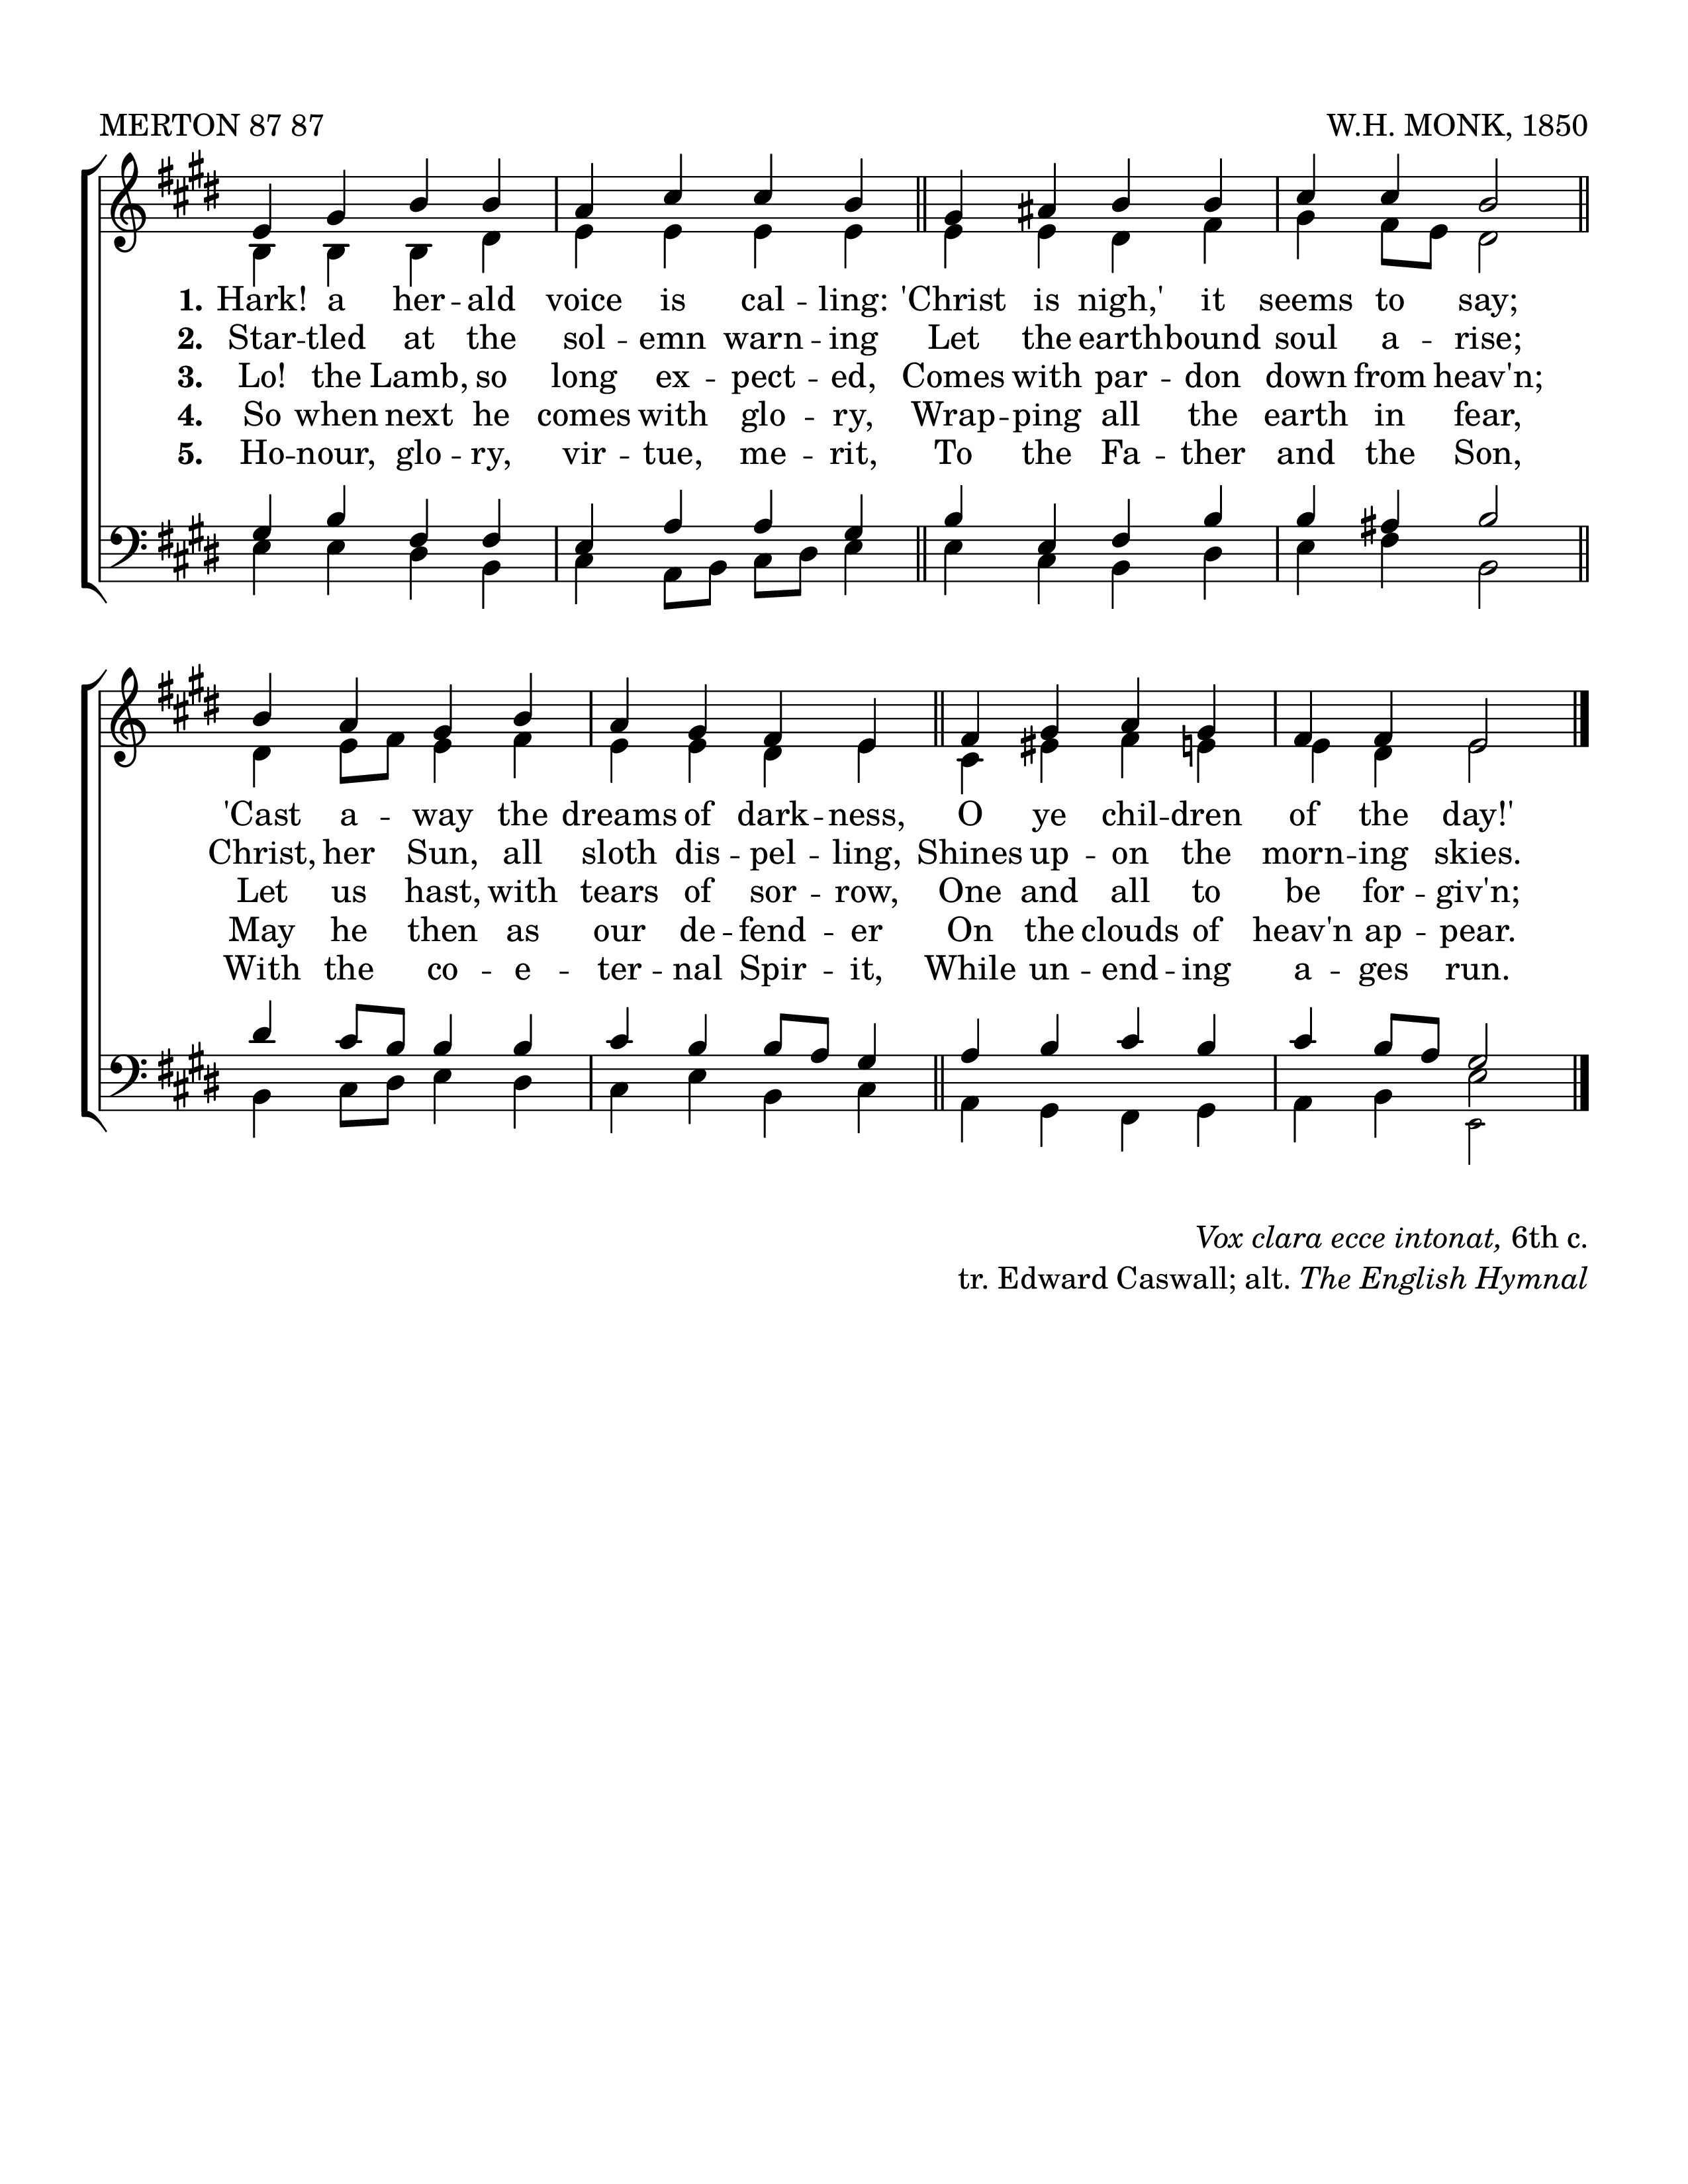 MERTON 87 87 W.H. MONK, 1850
1. Hark! a her -- ald voice is cal -- ling: 'Christ is nigh,' it seems to say;
2. Star -- tled at the sol -- emn warn -- ing Let the earthbound soul a -- rise;
3. Lo! the Lamb, so long ex -- pect -- ed, Comes with par -- don down from heav'n;
4. So when next he comes with glo -- ry, Wrap -- ping all the earth in fear,
5. Ho -- nour, glo -- ry, vir -- tue, me -- rit, To the Fa -- ther and the Son,
'Cast a -- way the dreams of dark -- ness, O ye chil -- dren of the day!'
Christ, her Sun, all sloth dis -- pel -- ling, Shines up -- on the morn -- ing skies.
Let us hast, with tears of sor -- row, One and all to be for -- giv'n;
May he then as our de -- fend -- er On the clouds of heav'n ap -- pear.
With the co -- e -- ter -- nal Spir -- it, While un -- end -- ing a -- ges run.
Vox clara ecce intonat, 6th c.
tr. Edward Caswall; alt. The English Hymnal